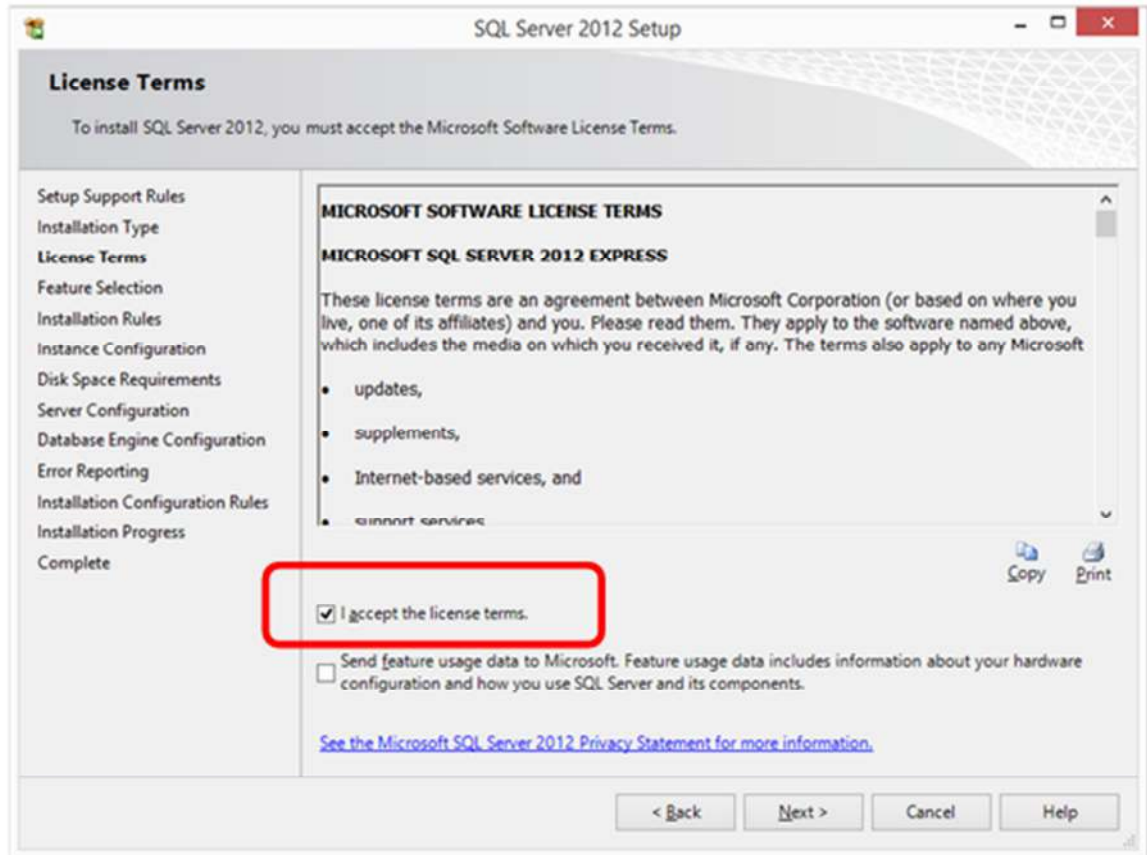 SQL Server 2012 Setup
License Terms
To install SQL Server 2012, you must accept the Microsoft Software License Terms.
Setup Support Rules
Installation Type
License Terms
Feature Selection
Installation Rules
Instance Configuration
Disk Space Requirements
Server Configuration
Database Engine Configuration
Error Reporting
Installation Configuration Rules
Installation Progress
Complete
MICROSOFT SOFTWARE LICENSE TERMS
MICROSOFT SQL SERVER 2012 EXPRESS
These license terms are an agreement between Microsoft Corporation (or based on where you
live, one of its affiliates) and you. Please read them. They apply to the software named above,
which includes the media on which you received it, if any. The terms also apply to any Microsoft
• updates,
• supplements,
• Internet-based services, and
• support services
Copy Print
I accept the license terms.
Send feature usage data to Microsoft. Feature usage data includes information about your hardware
configuration and how you use SQL Server and its components.
See the Microsoft SQL Server 2012 Privacy Statement for more information.
< Back Next > Cancel Help